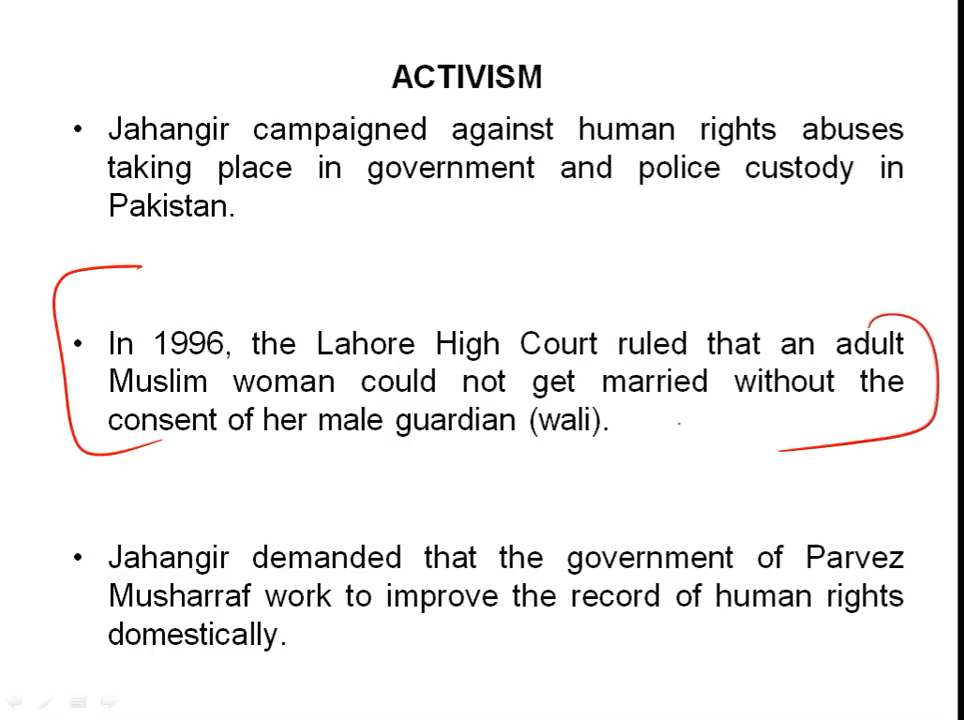 ACTIVISM
• Jahangir campaigned against human rights abuses
taking place in government and police custody in
Pakistan.
• In 1996, the Lahore High Court ruled that an adult
Muslim woman could not get married without the
consent of her male guardian (wali).
• Jahangir demanded that the government of Parvez
Musharraf work to improve the record of human rights
domestically.